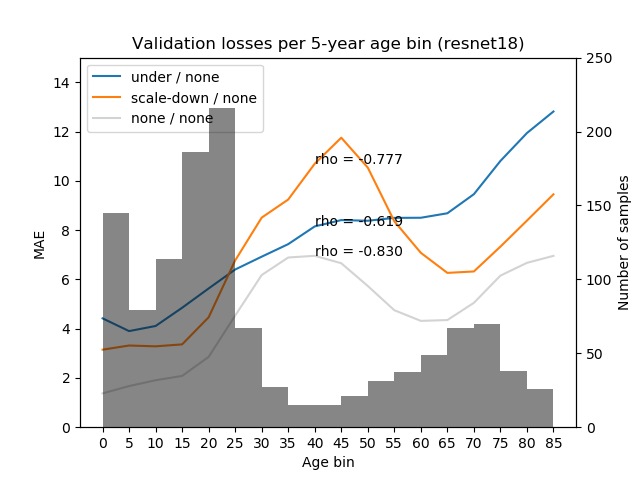 Validation losses per 5-year age bin (resnet18)
under / none
scale-down / none
none / none
14
12
10
8
6
4
2
0
MAE
250
200
150
100
50
0
Number of samples
rho = -0.777
rho = -0.619
rho = -0.830
0 5 10 15 20 25 30 35 40 45 50 55 60 65 70 75 80 85
Age bin